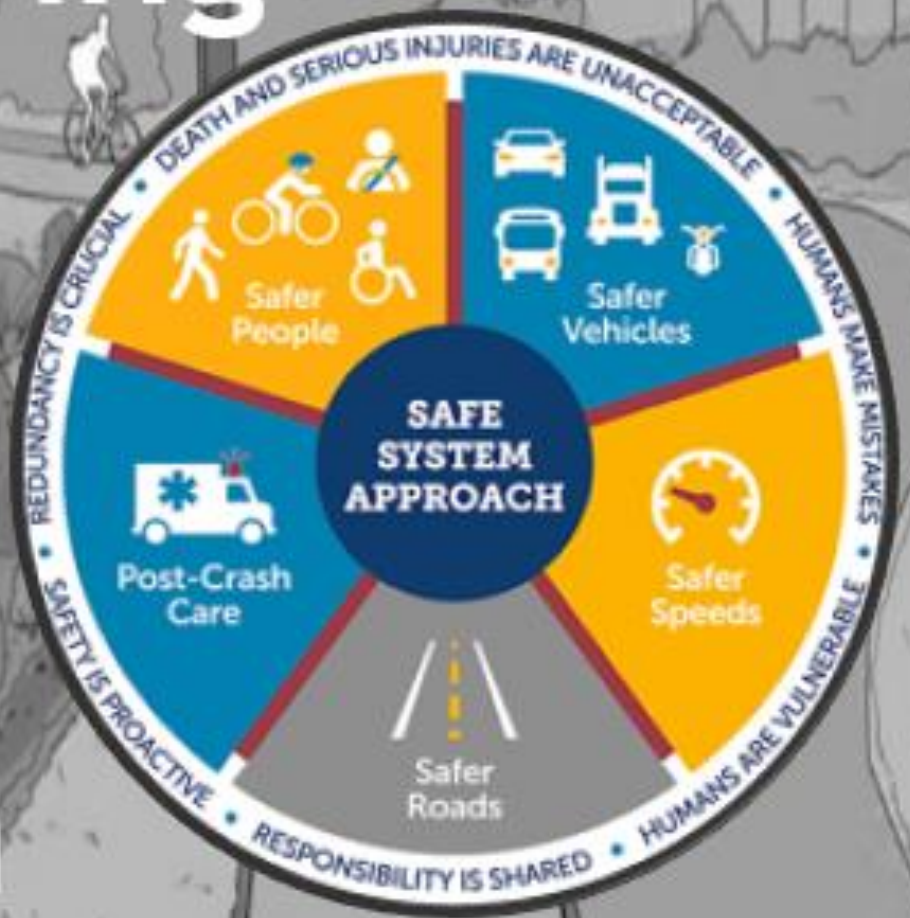 ing
DEATH AND SERIOUS INJURIES ARE UNACCEPTABLE
HUMANS MAKE MISTAKES
HUMANS ARE VULNERABLE
RESPONSIBILITY IS SHARED
SAFETY IS PROACTIVE
REDUNDANCY IS CRUCIAL
Safer
People
Safer
Vehicles
SAFE
SYSTEM
APPROACH
Post-Crash
Care
Safer
Speeds
Safer
Roads